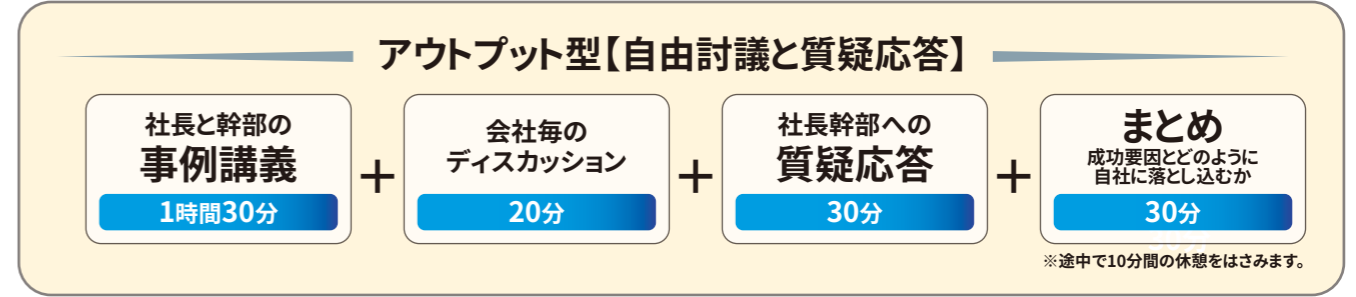 アウトプット型【自由討議と質疑応答】
社長と幹部の
事例講義
1時間30分
+
会社毎の
ディスカッション
20分
+
社長幹部への
質疑応答
30分
+
まとめ
成功要因とどのように
自社に落とし込むか
30分
※途中で10分間の休憩をはさみます。